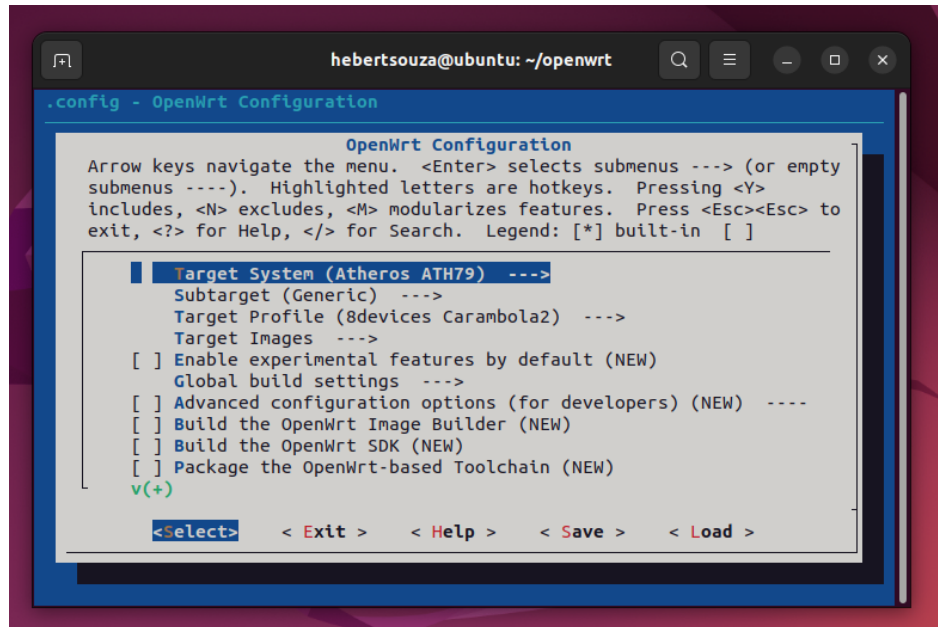 hebertsouza@ubuntu: ~/openwrt
.config - OpenWrt Configuration
OpenWrt Configuration
Arrow keys navigate the menu.  <Enter> selects submenus ---> (or empty
submenus ----).  Highlighted letters are hotkeys.  Pressing <Y>
includes, <N> excludes, <M> modularizes features.  Press <Esc><Esc> to
exit, <?> for Help, </> for Search.  Legend: [*] built-in  [ ]
Target System (Atheros ATH79)  --->
Subtarget (Generic)  --->
Target Profile (8devices Carambola2)  --->
Target Images  --->
[ ] Enable experimental features by default (NEW)
Global build settings  --->
[ ] Advanced configuration options (for developers) (NEW)  ----
[ ] Build the OpenWrt Image Builder (NEW)
[ ] Build the OpenWrt SDK (NEW)
[ ] Package the OpenWrt-based Toolchain (NEW)
v(+)
<Select>    < Exit >    < Help >    < Save >    < Load >